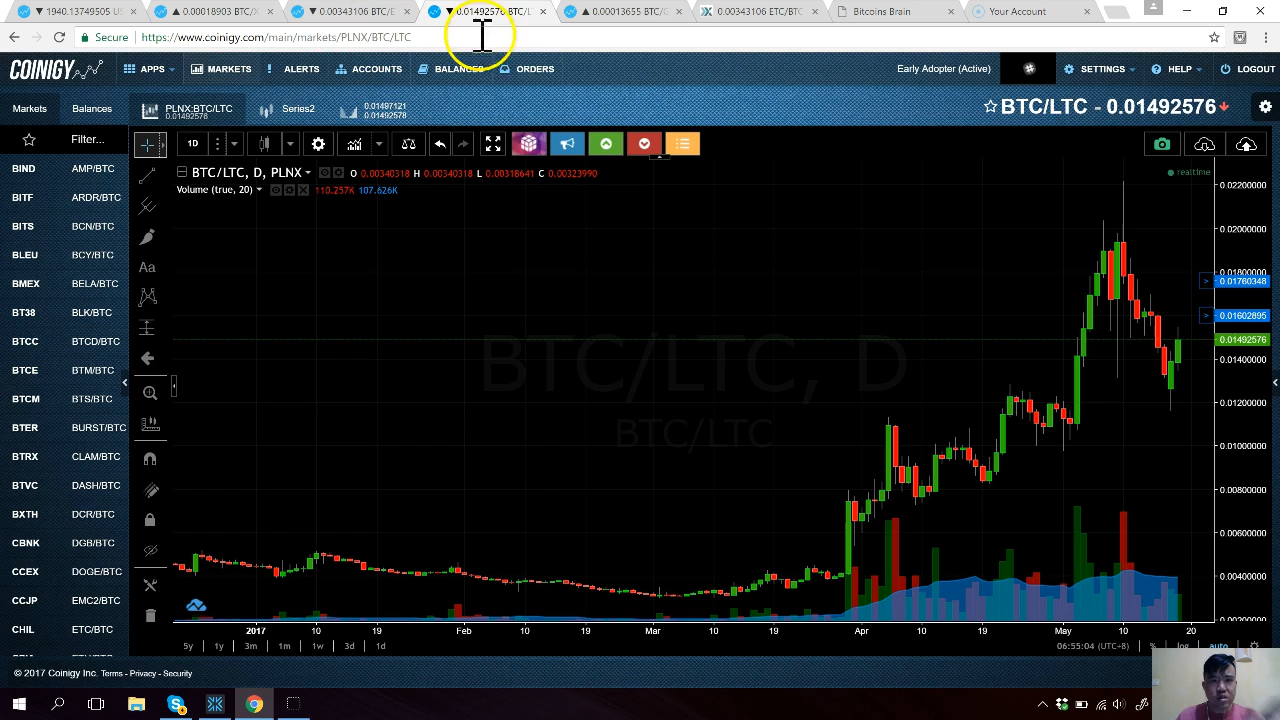 ▼ 1940.13749505 US
▲ 0.00018903 BTC/X
▼ 0.00343106 BTC/E
▼ 0.01492576 BTC/L
▲ 0.00013655 BTC/G
0.00343106 ETC/BTC
Bitcoins Brain
Your Account
Secure https://www.coinigy.com/main/markets/PLNX/BTC/LTC
COINIGY APPS MARKETS ALERTS ACCOUNTS BALANCES ORDERS Early Adopter (Active) SETTINGS HELP LOGOUT
Markets Balances PLNX:BTC/LTC
0.01492576
Series2
0.01497121
0.01492578
BTC/LTC - 0.01492576
Filter...
1D
BIND AMP/BTC
BITF ARDR/BTC
BITS BCN/BTC
BLEU BCY/BTC
BMEX BELA/BTC
BT38 BLK/BTC
BTCC BTCD/BTC
BTCE BTM/BTC
BTCM BTS/BTC
BTER BURST/BTC
BTRX CLAM/BTC
BTVC DASH/BTC
BXTH DCR/BTC
CBNK DGB/BTC
CCEX DOGE/BTC
CCJP EMC2/BTC
CHIL ETC/BTC
Aa
BTC/LTC, D, PLNX O 0.00340318 H 0.00340318 L 0.00318641 C 0.00323990
Volume (true, 20) 110.257K 107.626K
realtime
BTC/LTC, D
BTC/LTC
0.02200000
0.02000000
0.01800000
0.01760348
0.01602895
0.01492576
0.01400000
0.01200000
0.01000000
0.00800000
0.00600000
0.00400000
0.00200000
2017 10 19 Feb 10 19 Mar 10 19 Apr 10 19 May 10 20
5y 1y 3m 1m 1w 3d 1d 06:55:04 (UTC+8) % log auto
© 2017 Coinigy Inc. Terms - Privacy - Security